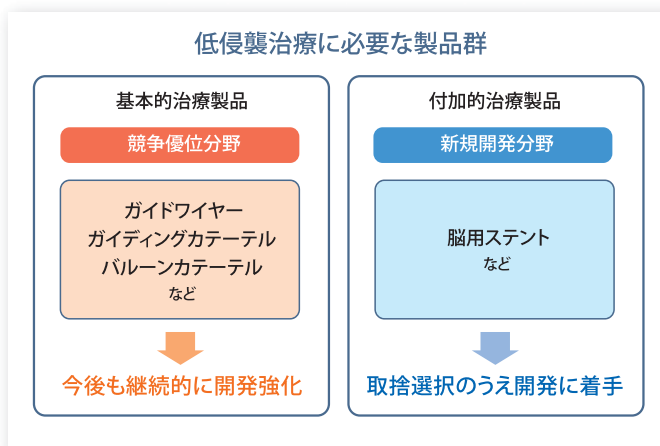 低侵襲治療に必要な製品群
基本的治療製品
競争優位分野
ガイドワイヤー
ガイディングカテーテル
バルーンカテーテル
など
今後も継続的に開発強化
付加的治療製品
新規開発分野
脳用ステント
など
取捨選択のうえ開発に着手